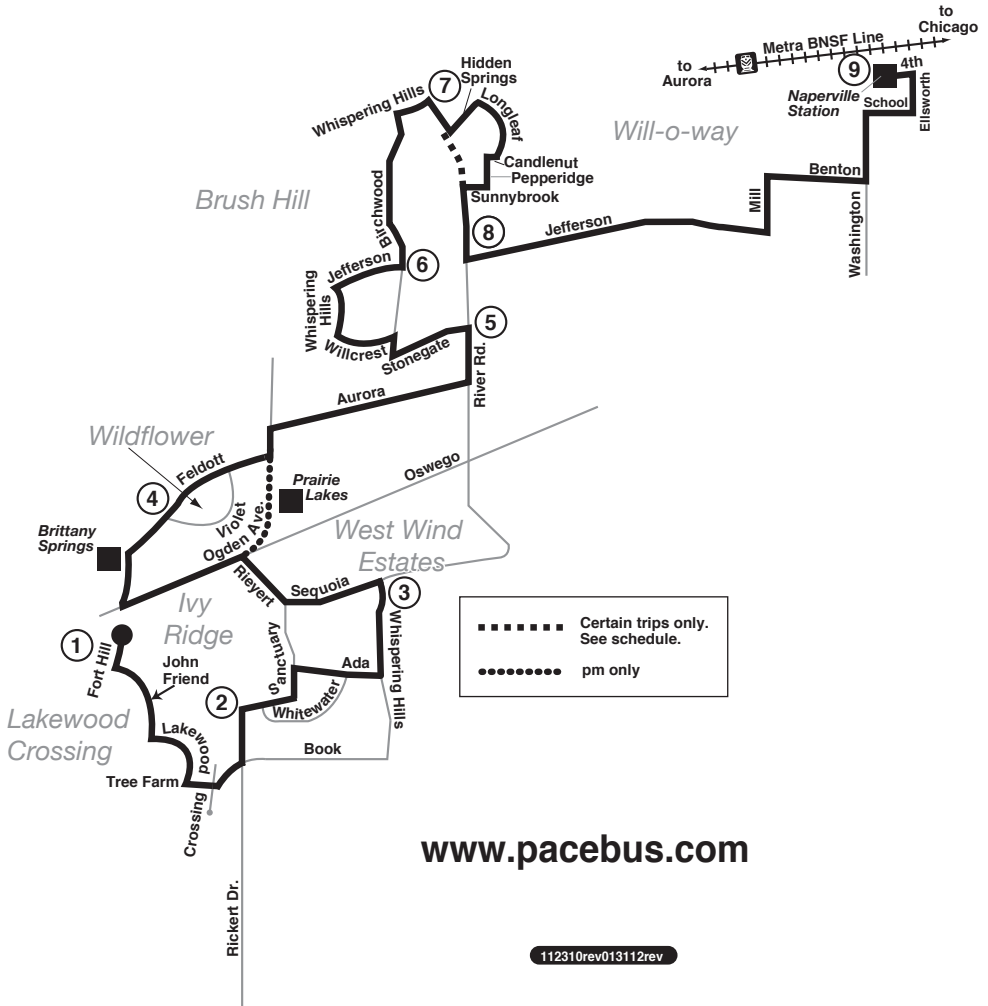 to
Chicago
Metra BNSF Line
to
Aurora
9
4th
Naperville
Station
School
Ellsworth
Hidden
Springs
7
Whispering Hills
Longleaf
Will-o-way
Candlenut
Pepperidge
Sunnybrook
Benton
Mill
Washington
Brush Hill
Birchwood
8
Jefferson
Jefferson
6
Whispering
Hills
Willcrest
Stonegate
5
River Rd.
Aurora
Wildflower
Feldott
4
Violet
Prairie
Lakes
Oswego
Ogden Ave.
Brittany
Springs
West Wind
Estates
Rieyert
Sequoia
3
Ivy
Ridge
1
Fort Hill
John
Friend
Sanctuary
Ada
Whispering Hills
2
Whitewater
Lakewood
Crossing
Lakewood
Book
Tree Farm
Crossing
Rickert Dr.
Certain trips only.
See schedule.
pm only
www.pacebus.com
112310rev013112rev